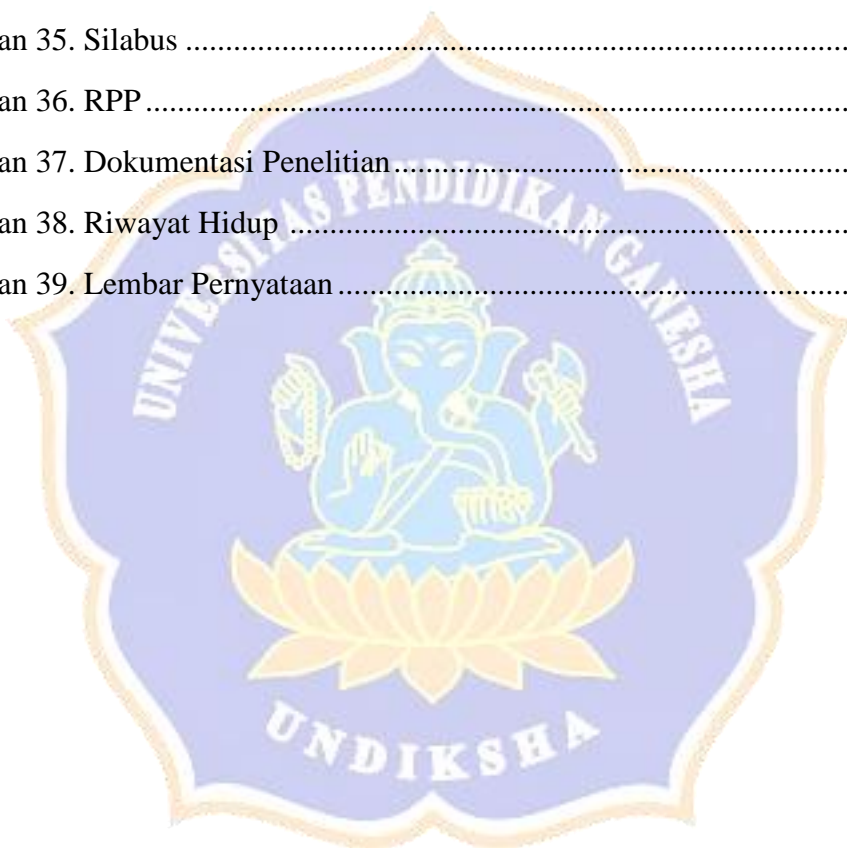 an 35. Silabus ........................................................................................
an 36. RPP .............................................................................................
an 37. Dokumentasi Penelitian ..............................................................
an 38. Riwayat Hidup ...........................................................................
an 39. Lembar Pernyataan .....................................................................
UNIVERSITAS PENDIDIKAN GANESHA
UNDIKSHA